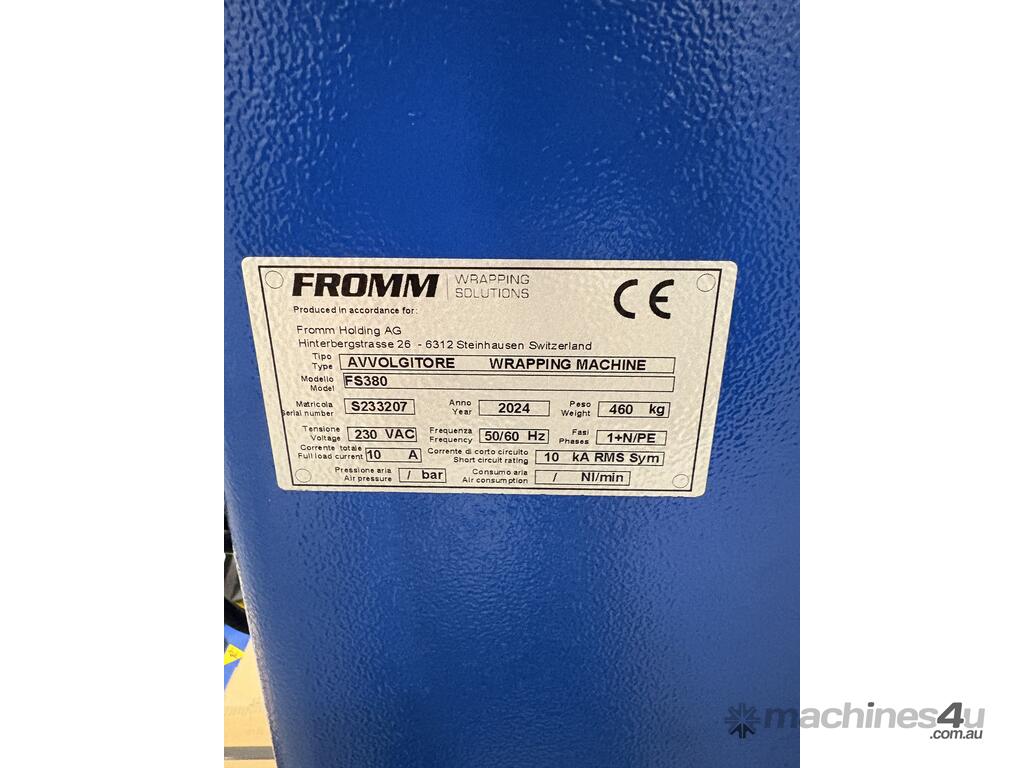 FROMM WRAPPING SOLUTIONS CE
Produced in accordance for:
Fromm Holding AG
Hinterbergstrasse 26 - 6312 Steinhausen Switzerland
Tipo Type AVVOLGITORE WRAPPING MACHINE
Modello Model FS380
Matricola Serial number S233207 Anno Year 2024 Peso Weight 460 kg
Tensione Voltage 230 VAC Frequenza Frequency 50/60 Hz Fasi Phases 1+N/PE
Corrente totale Full load current 10 A Corrente di corto circuito Short circuit rating 10 kA RMS Sym
Pressione aria Air pressure / bar Consumo aria Air consumption / Nl/min
machines4u
.com.au